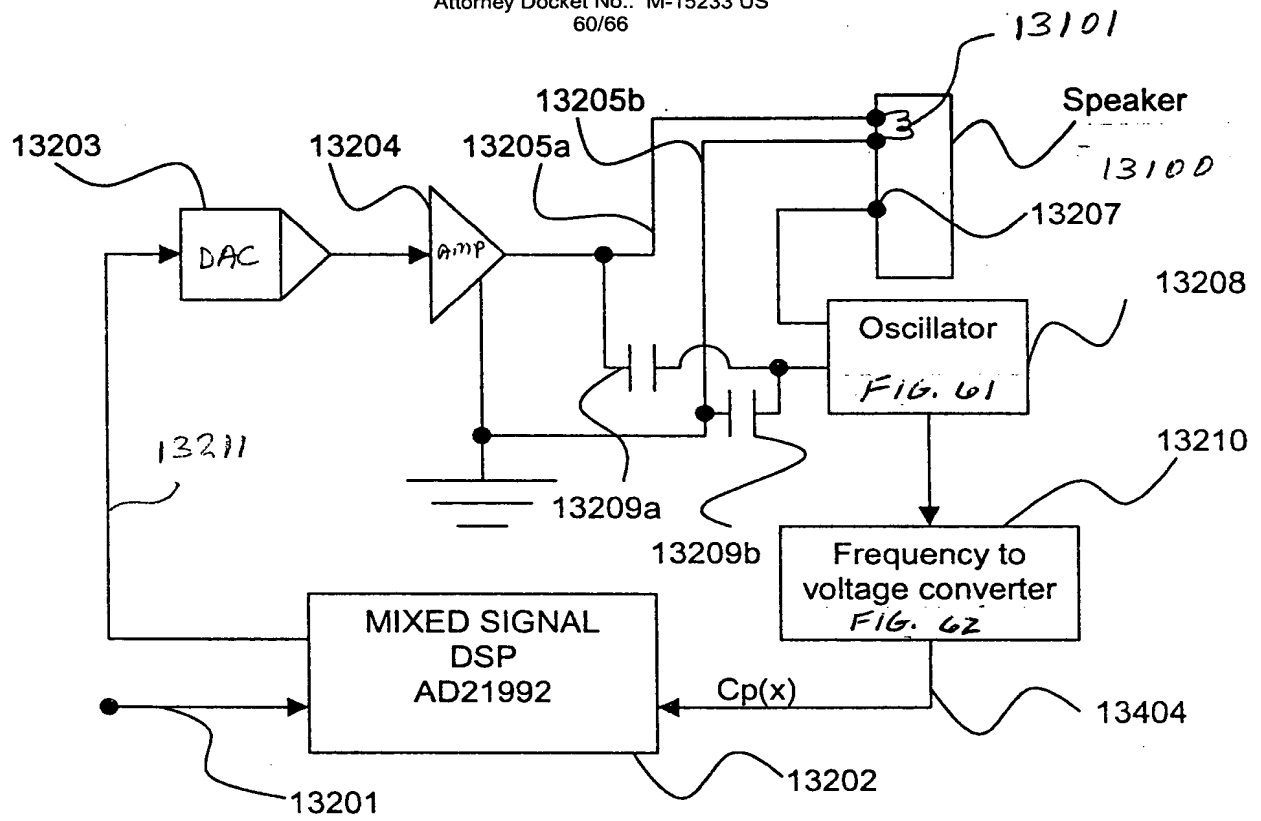 Attorney Docket No.: M-15233 US
60/66
13101
13205b
Speaker
13203
13204
13205a
13100
DAC
Amp
13207
13208
Oscillator
FIG. 61
13211
13210
13209a
13209b
Frequency to
voltage converter
FIG. 62
MIXED SIGNAL
DSP
AD21992
Cp(x)
13404
13202
13201